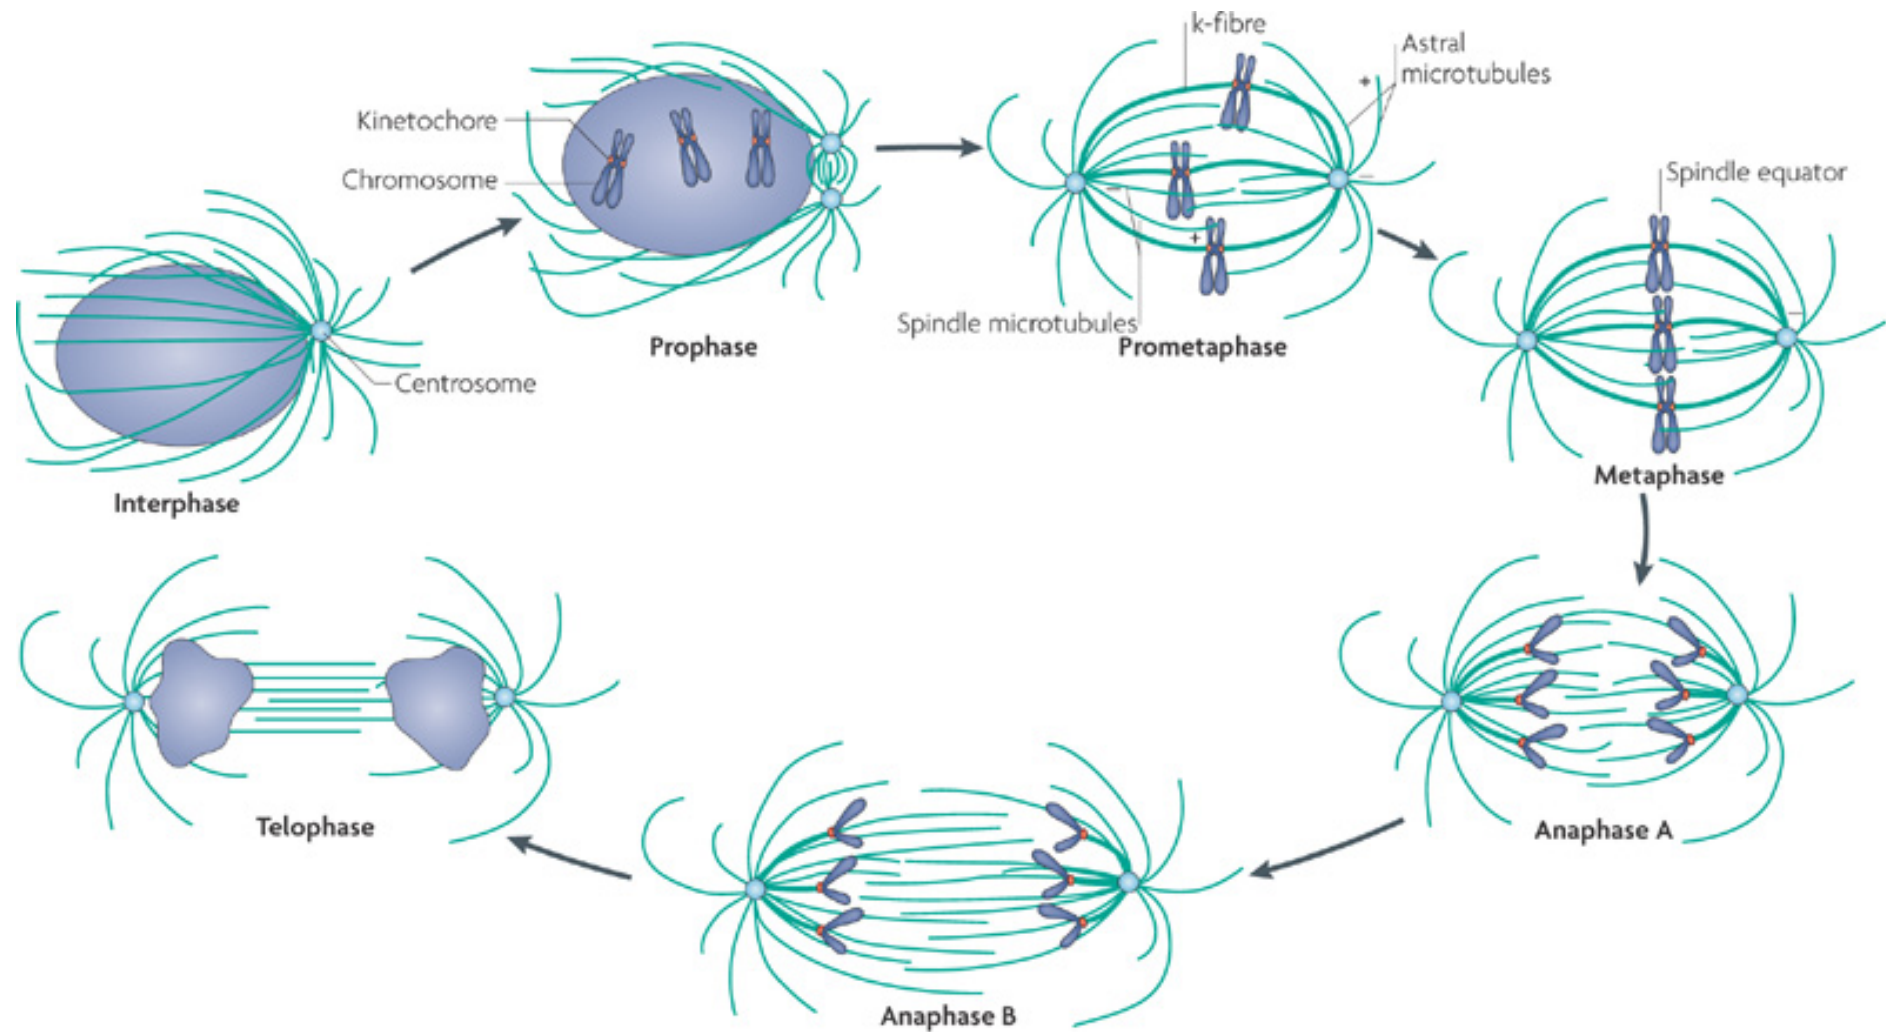 k-fibre
Astral
microtubules
+
Kinetochore
Chromosome
Spindle equator
−
−
+
−
Spindle microtubules
Prophase
Prometaphase
Centrosome
Metaphase
Interphase
Telophase
Anaphase A
Anaphase B